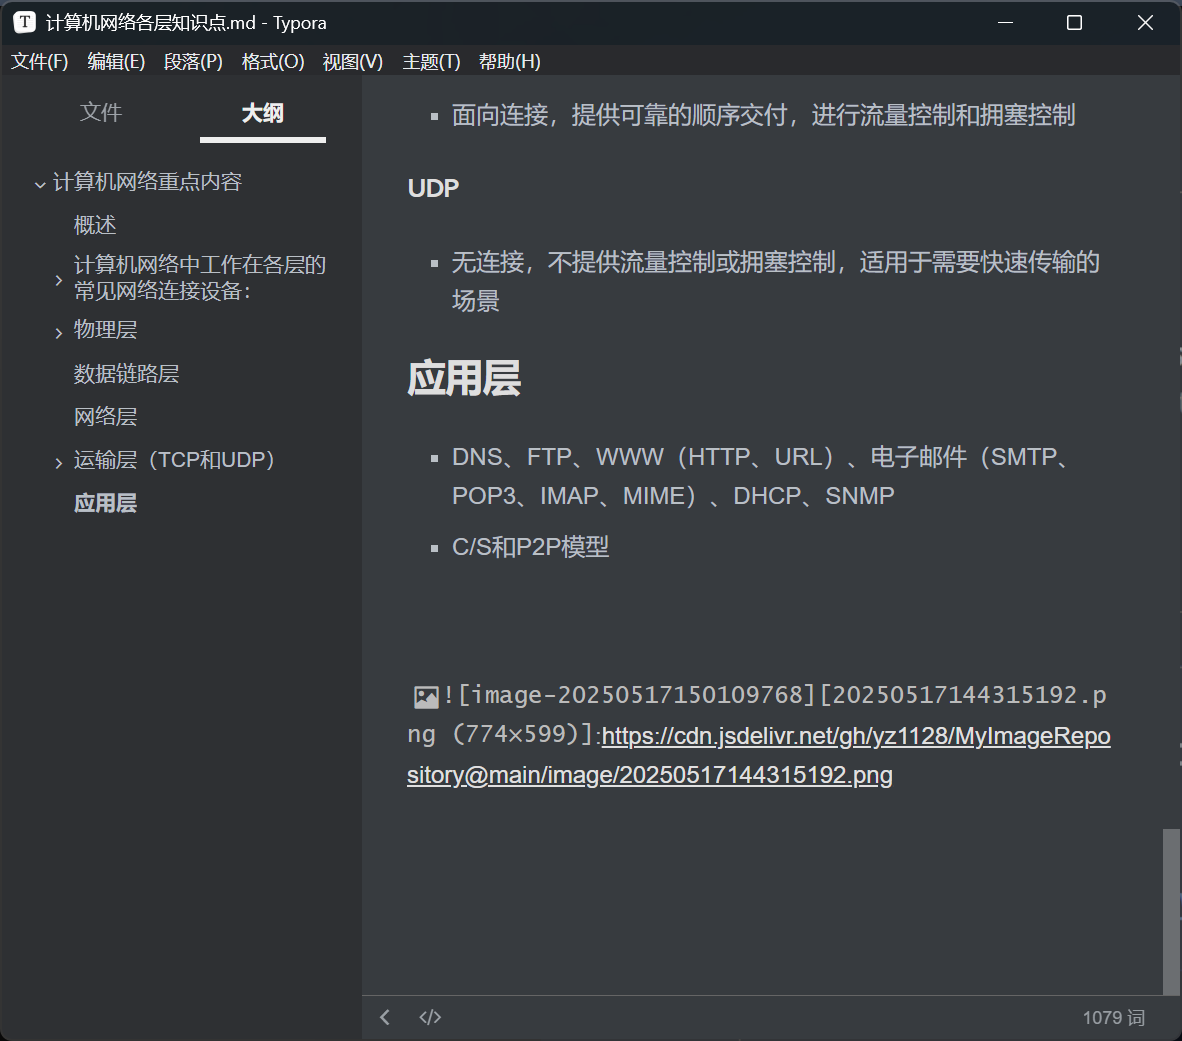 计算机网络各层知识点.md - Typora
文件(F) 编辑(E) 段落(P) 格式(O) 视图(V) 主题(T) 帮助(H)
文件 大纲
计算机网络重点内容
概述
计算机网络中工作在各层的
常见网络连接设备：
物理层
数据链路层
网络层
运输层（TCP和UDP）
应用层
面向连接，提供可靠的顺序交付，进行流量控制和拥塞控制
UDP
无连接，不提供流量控制或拥塞控制，适用于需要快速传输的
场景
应用层
DNS、FTP、WWW（HTTP、URL）、电子邮件（SMTP、
POP3、IMAP、MIME）、DHCP、SNMP
C/S和P2P模型
![image-20250517150109768][20250517144315192.p
ng (774×599)]:https://cdn.jsdelivr.net/gh/yz1128/MyImageRepo
sitory@main/image/20250517144315192.png
1079 词